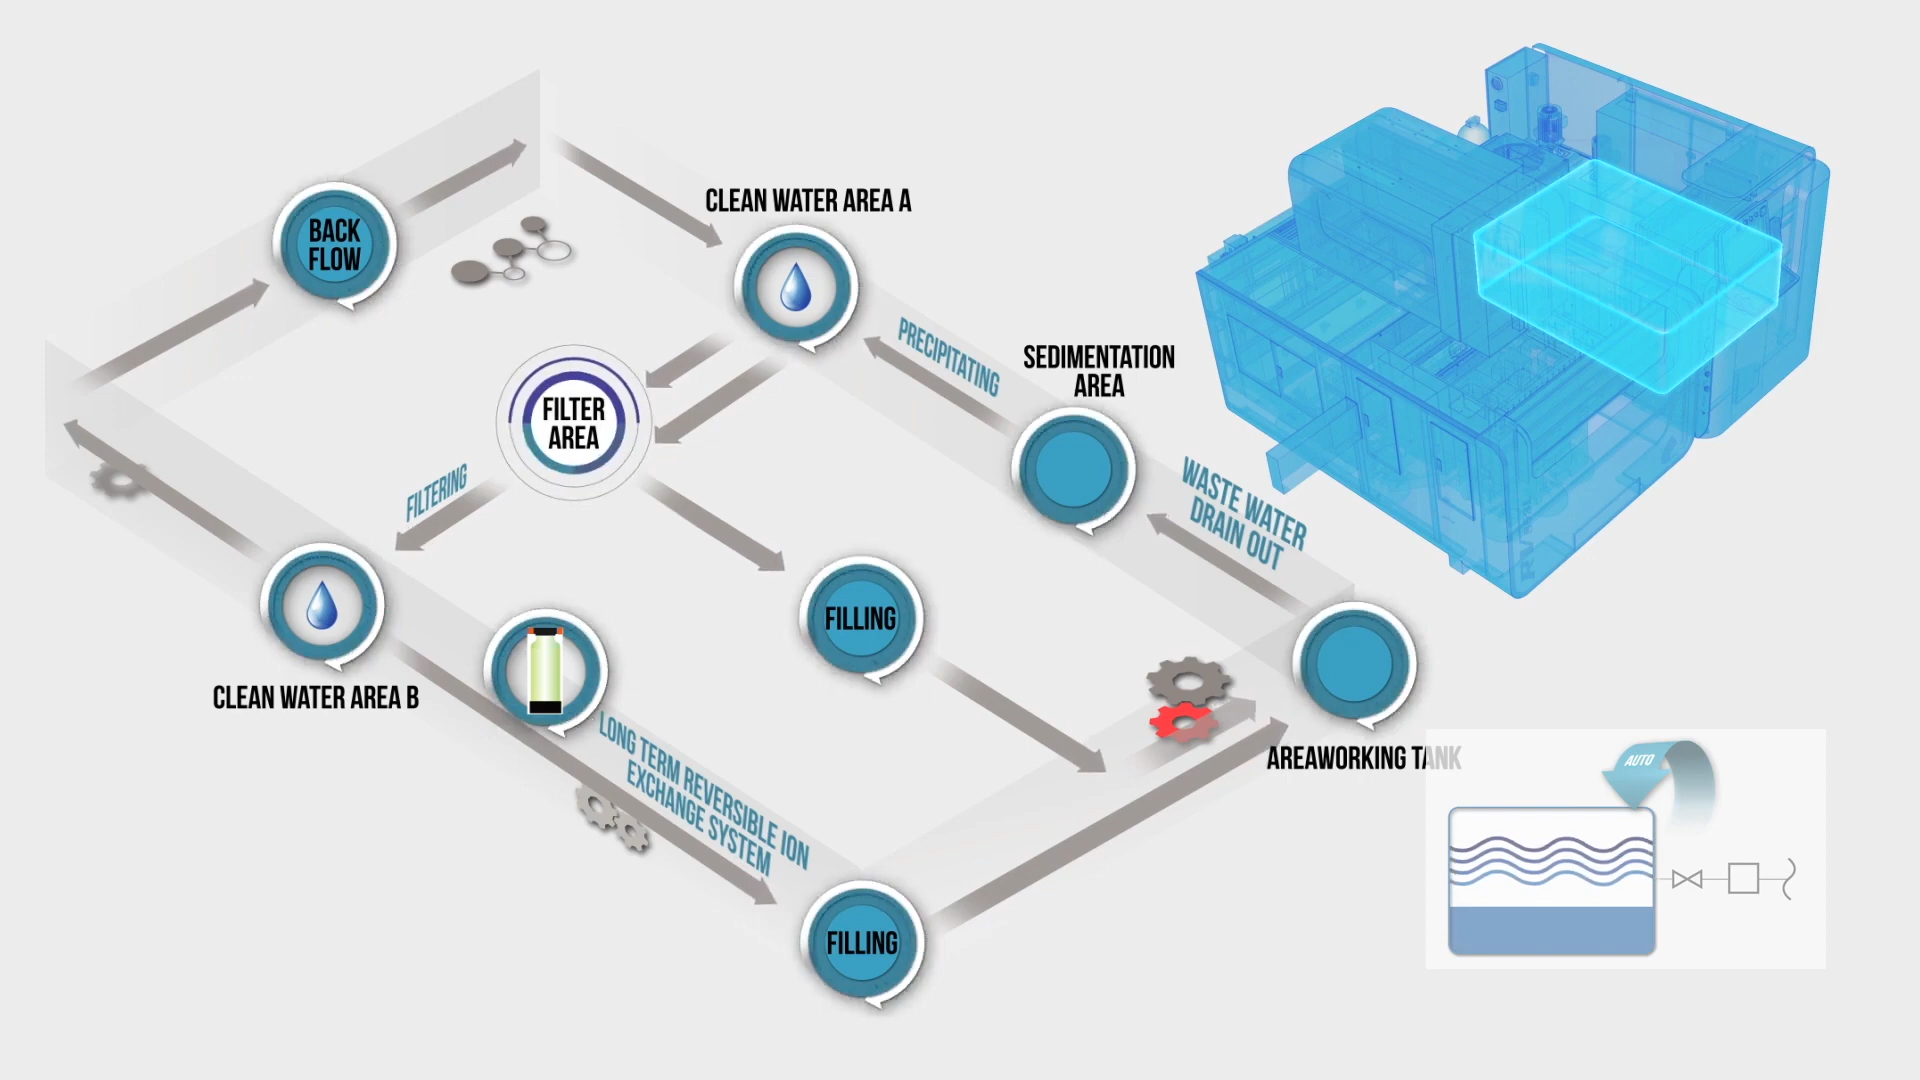 CLEAN WATER AREA A
BACK
FLOW
PRECIPITATING
SEDIMENTATION
AREA
FILTER
AREA
FILTERING
WASTE WATER
DRAIN OUT
FILLING
CLEAN WATER AREA B
LONG TERM REVERSIBLE ION
EXCHANGE SYSTEM
AREAWORKING TANK
AUTO
FILLING